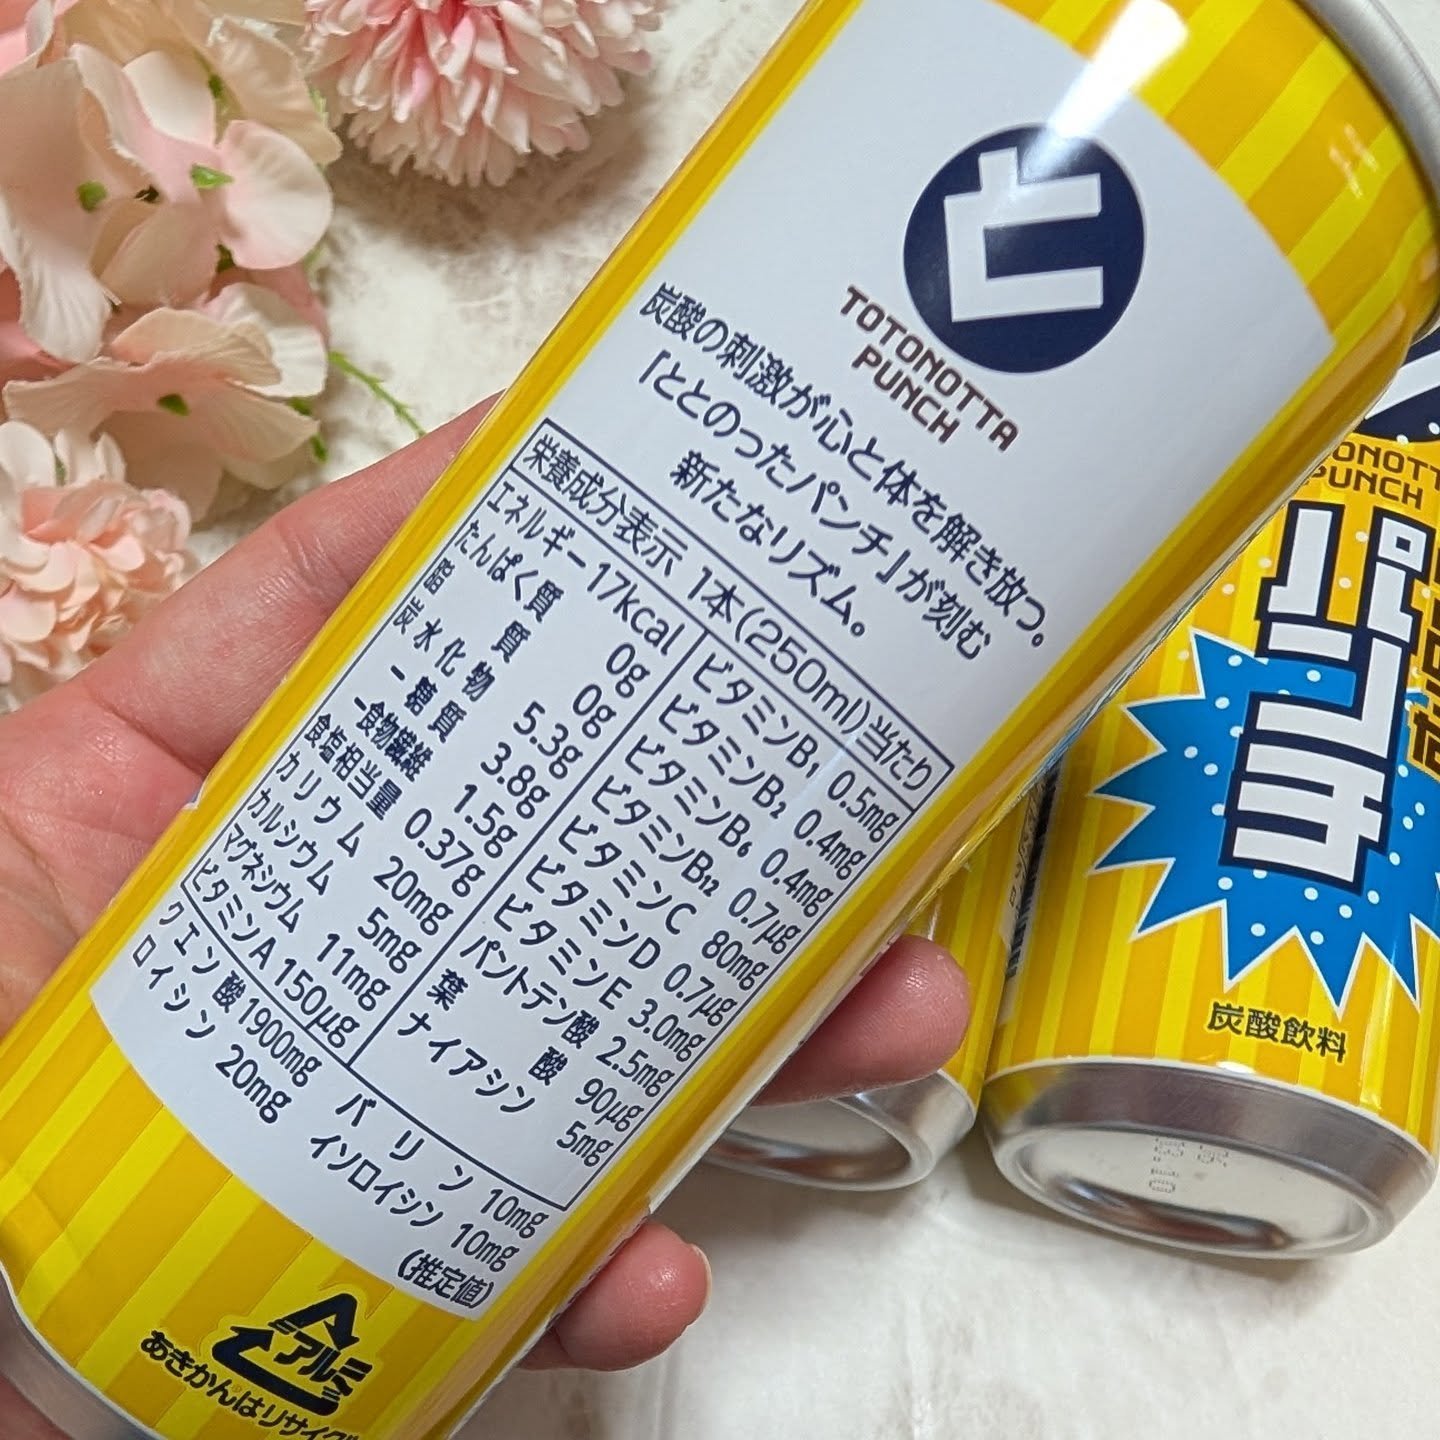 と
TOTONOTTA
PUNCH
炭酸の刺激が心と体を解き放つ。
「ととのったパンチ」が刻む
新たなリズム。
栄養成分表示 1本(250ml)当たり
エネルギー 17kcal
たんぱく質 0g
脂質 0g
炭水化物 5.3g
-糖質 3.8g
-食物繊維 1.5g
食塩相当量 0.37g
カリウム 20mg
カルシウム 5mg
マグネシウム 11mg
ビタミンA 150μg
ビタミンB₁ 0.5mg
ビタミンB₂ 0.4mg
ビタミンB₆ 0.4mg
ビタミンB₁₂ 0.7μg
ビタミンC 80mg
ビタミンD 0.7μg
ビタミンE 3.0mg
パントテン酸 2.5mg
葉酸 90μg
ナイアシン 5mg
クエン酸 1900mg バリン 10mg
ロイシン 20mg イソロイシン 10mg
(推定値)
アルミ
あきかんはリサイク
PUNCH
パンチ
炭酸飲料